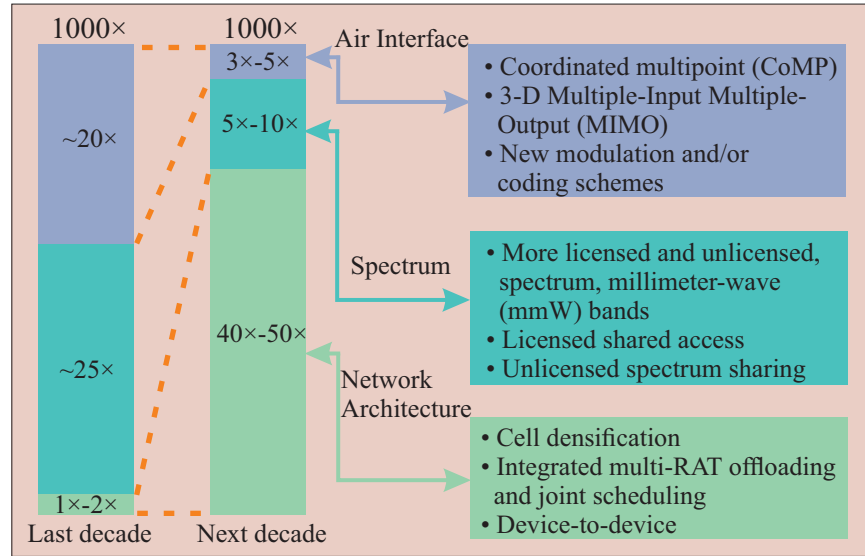 1000×
1000×
Air Interface
3×-5×
5×-10×
~20×
• Coordinated multipoint (CoMP)
• 3-D Multiple-Input Multiple-
Output (MIMO)
• New modulation and/or
coding schemes
Spectrum
• More licensed and unlicensed,
spectrum, millimeter-wave
(mmW) bands
• Licensed shared access
• Unlicensed spectrum sharing
40×-50×
~25×
Network
Architecture
• Cell densification
• Integrated multi-RAT offloading
and joint scheduling
• Device-to-device
1×-2×
Last decade
Next decade